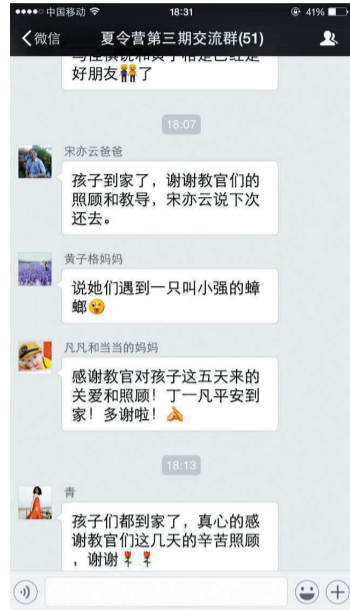 中国移动 18:31 41%
微信 夏令营第三期交流群(51)
好朋友👫了
18:07
宋亦云爸爸
孩子到家了，谢谢教官们的
照顾和教导，宋亦云说下次
还去。
黄子格妈妈
说她们遇到一只叫小强的蟑
螂😜
凡凡和当当的妈妈
感谢教官对孩子这五天来的
关爱和照顾！丁一凡平安到
家！多谢啦！🙏
18:13
青
孩子们都到家了，真心的感
谢教官们这几天的辛苦照顾
，谢谢🌹🌹